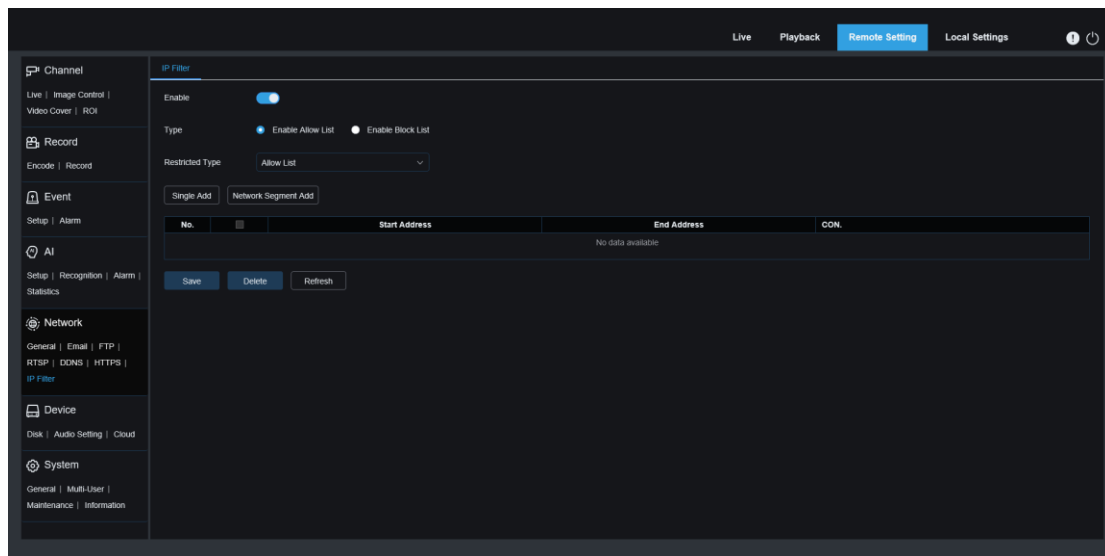 Live Playback Remote Setting Local Settings
Channel
Live | Image Control |
Video Cover | ROI
Record
Encode | Record
Event
Setup | Alarm
AI
Setup | Recognition | Alarm |
Statistics
Network
General | Email | FTP |
RTSP | DDNS | HTTPS |
IP Filter
Device
Disk | Audio Setting | Cloud
System
General | Multi-User |
Maintenance | Information
IP Filter
Enable
Type Enable Allow List Enable Block List
Restricted Type Allow List
Single Add Network Segment Add
No. Start Address End Address CON.
No data available
Save Delete Refresh